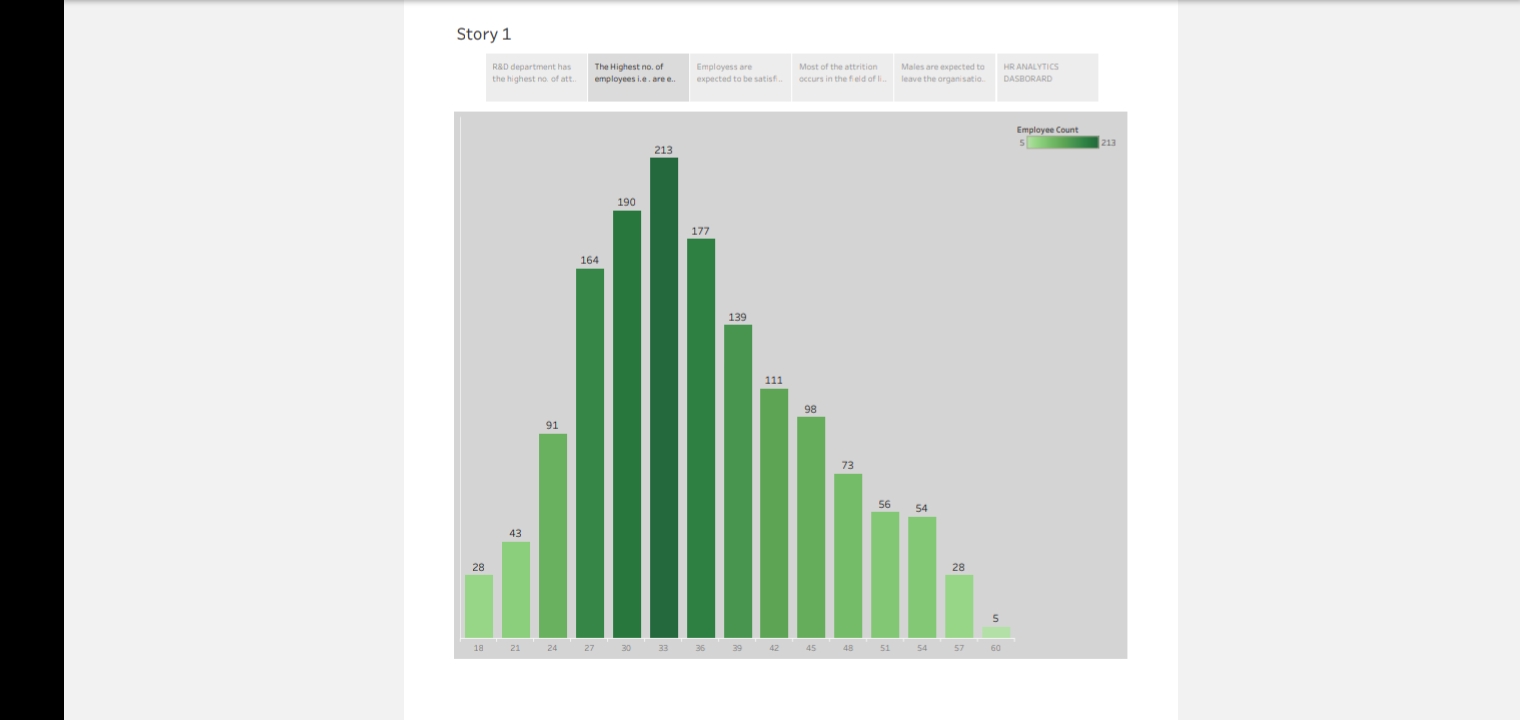 Story 1
R&D department has
the highest no. of att..
The Highest no. of
employees i.e . are e..
Employess are
expected to be satisf..
Most of the attrition
occurs in the field of li..
Males are expected to
leave the organisatio..
HR ANALYTICS
DASBORARD
Employee Count
5 213
213
190
177
164
139
111
98
91
73
56
54
43
28
28
5
18 21 24 27 30 33 36 39 42 45 48 51 54 57 60